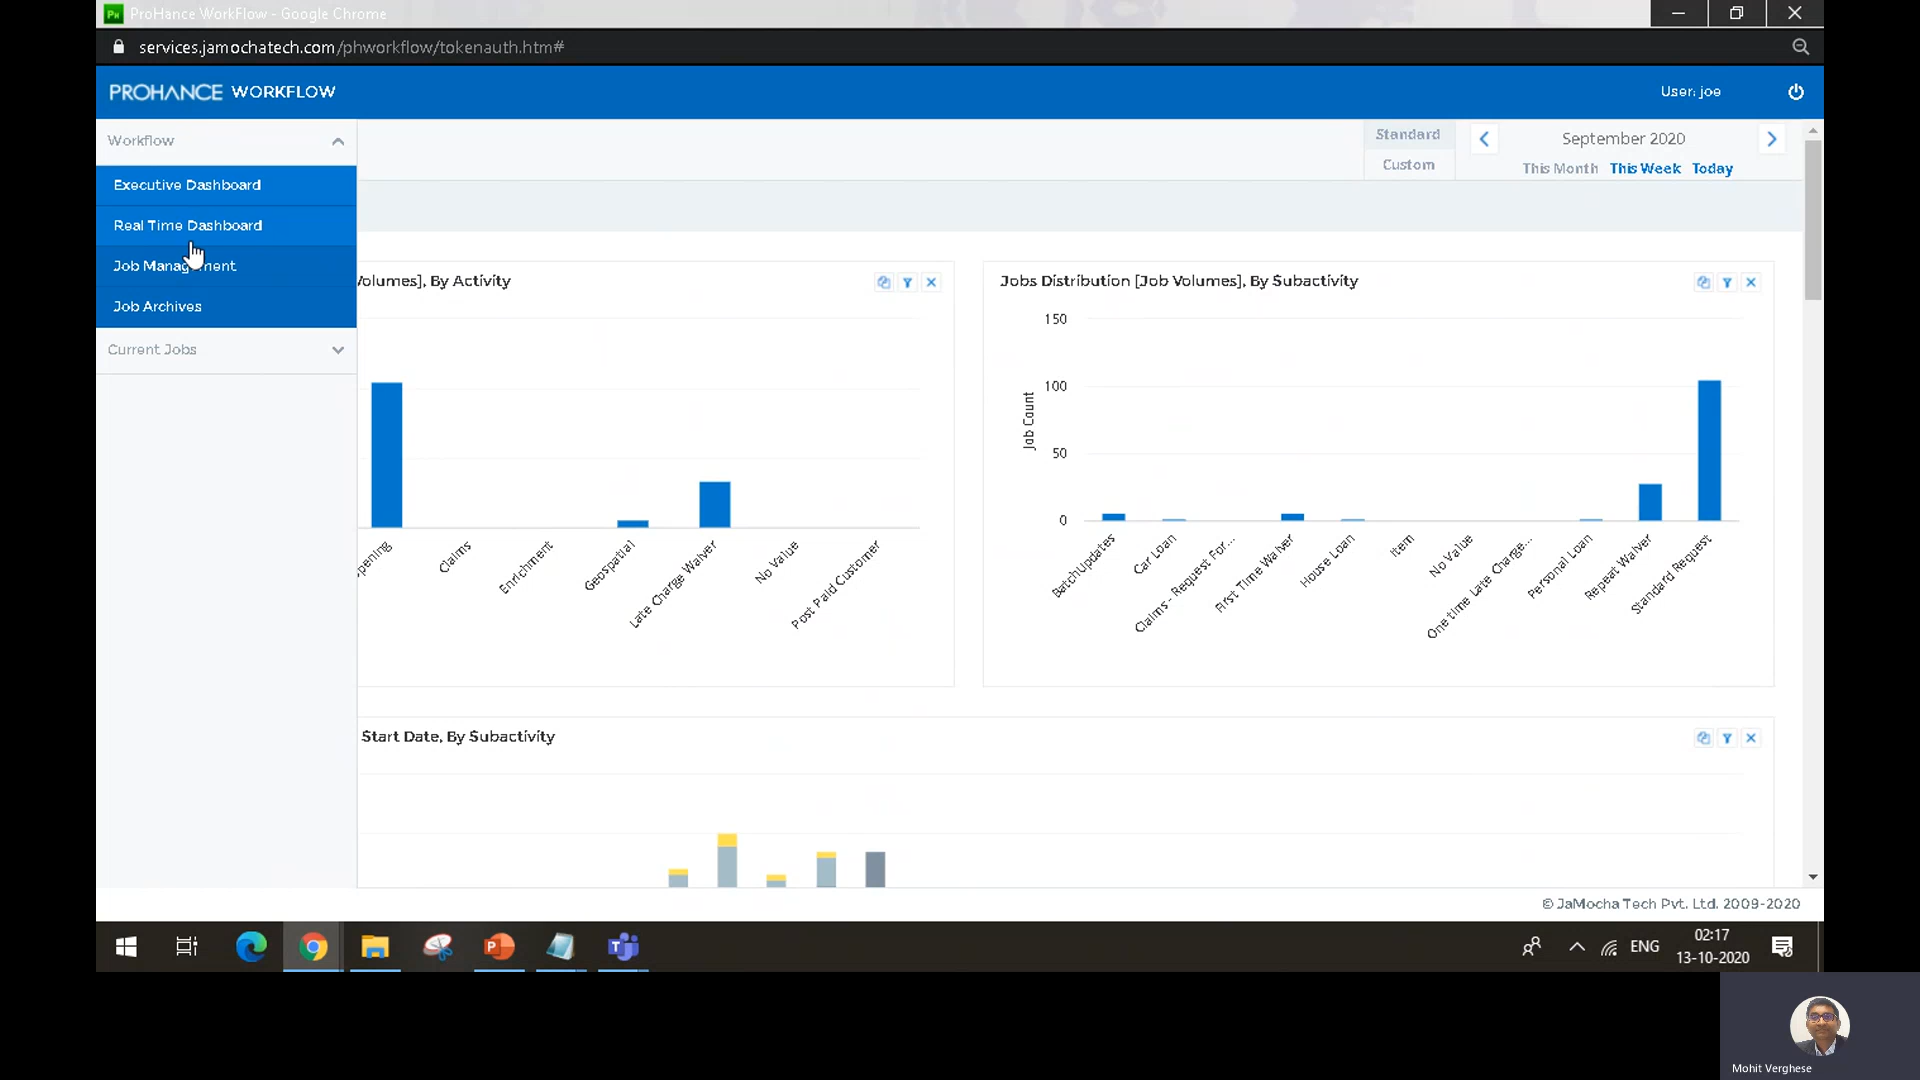 ProHance WorkFlow - Google Chrome
services.jamochatech.com/phworkflow/tokenauth.htm#
PROHANCE WORKFLOW
User: joe
Workflow
Executive Dashboard
Real Time Dashboard
Job Management
Job Archives
Current Jobs
Standard
Custom
September 2020
This Month This Week Today
Volumes], By Activity
pening
Claims
Enrichment
Geospatial
Late Charge Waiver
No Value
Post Paid Customer
Jobs Distribution [Job Volumes], By Subactivity
150
100
50
0
Job Count
BatchUpdates
Car Loan
Claims - Request For...
First Time Waiver
House Loan
Item
No Value
One time Late Charge...
Personal Loan
Repeat Waiver
Standard Request
Start Date, By Subactivity
© JaMocha Tech Pvt. Ltd. 2009-2020
ENG
02:17
13-10-2020
Mohit Verghese